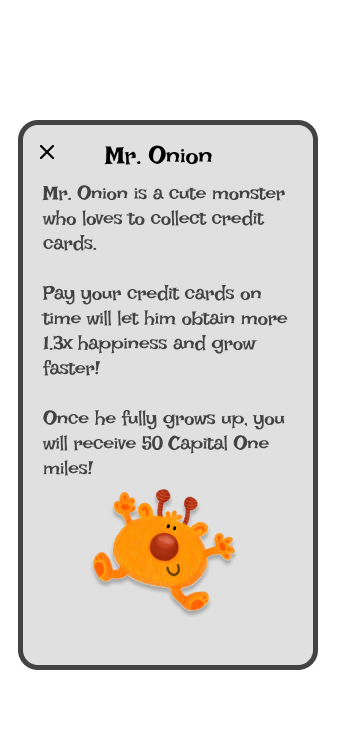 Mr. Onion
Mr. Onion is a cute monster
who loves to collect credit
cards.
Pay your credit cards on
time will let him obtain more
1.3x happiness and grow
faster!
Once he fully grows up, you
will receive 50 Capital One
miles!